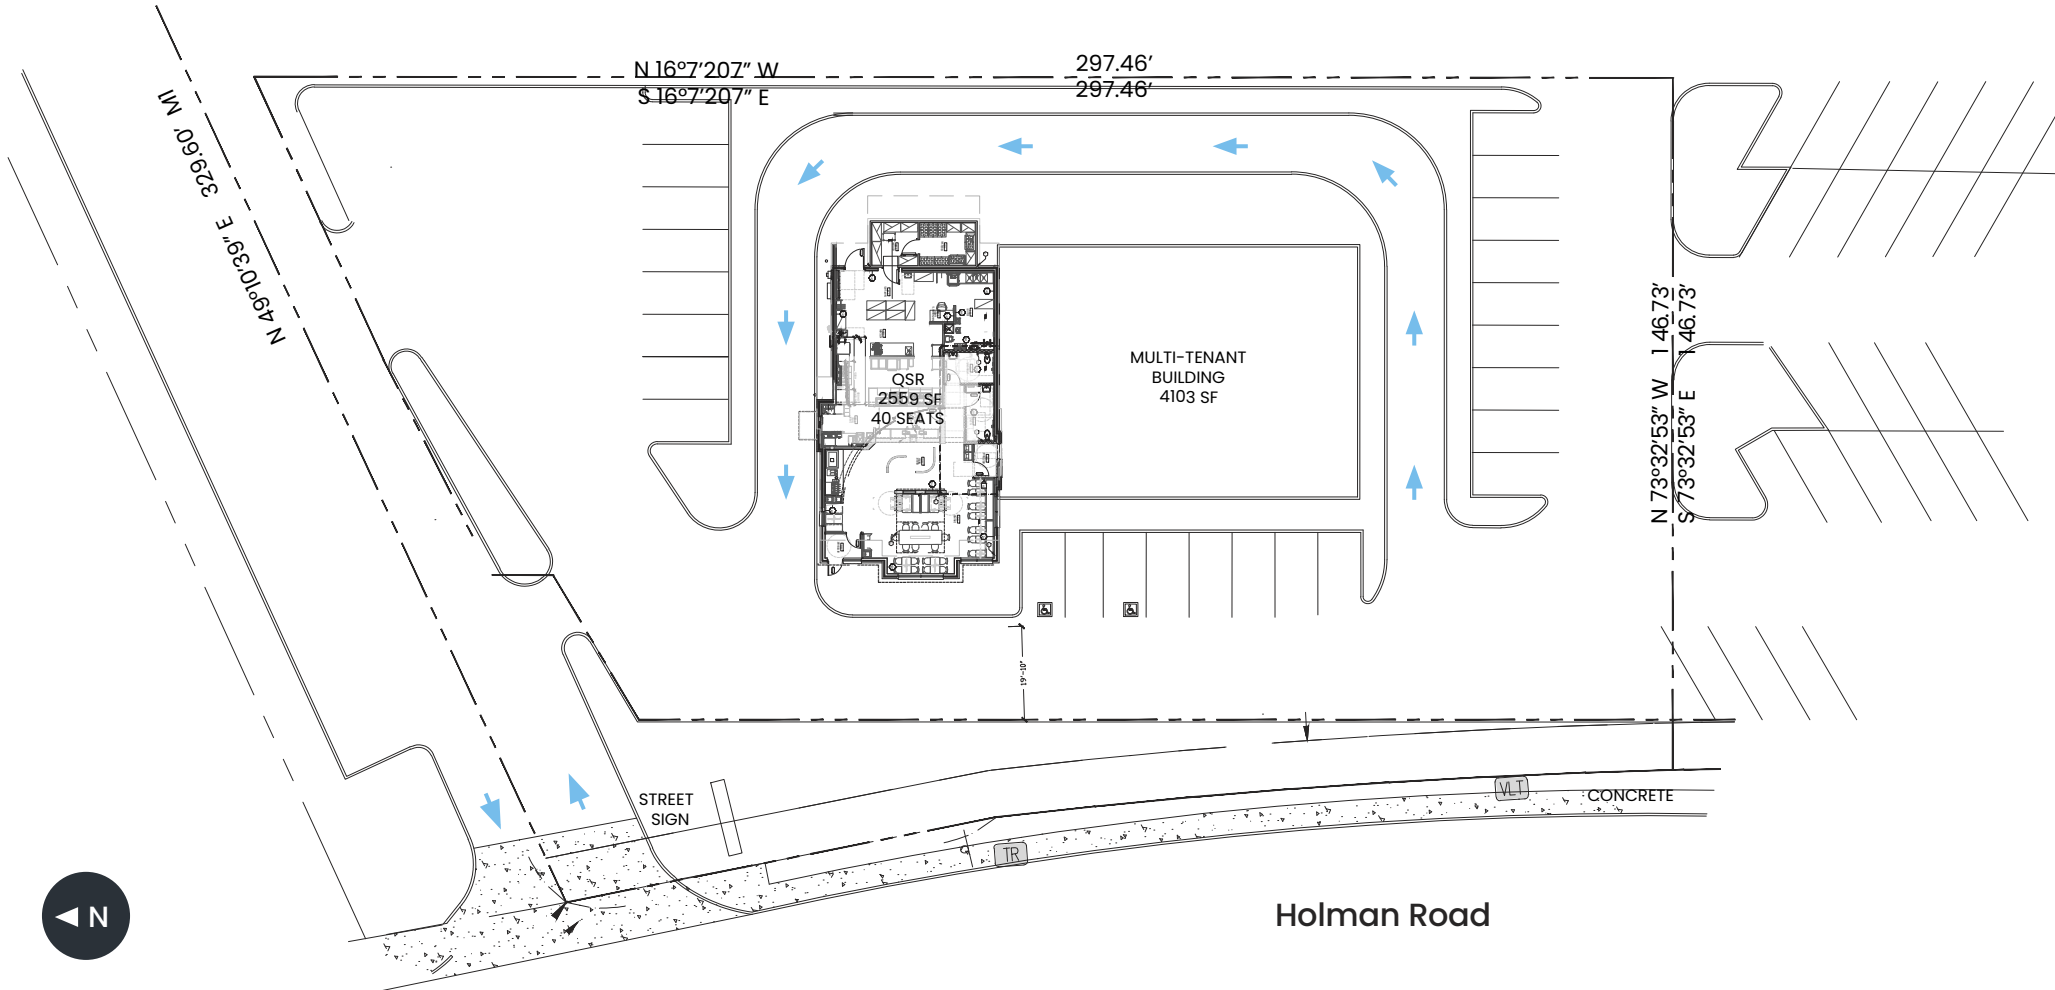 N 16°7'207" W 297.46'
S 16°7'207" E 297.46'
N 49°10'39" E 329.60' MI
QSR
2559 SF
40 SEATS
MULTI-TENANT
BUILDING
4103 SF
N 73°32'53" W 146.73'
S 73°32'53" E 146.73'
19'-10"
STREET
SIGN
VLT
CONCRETE
TR
N
Holman Road